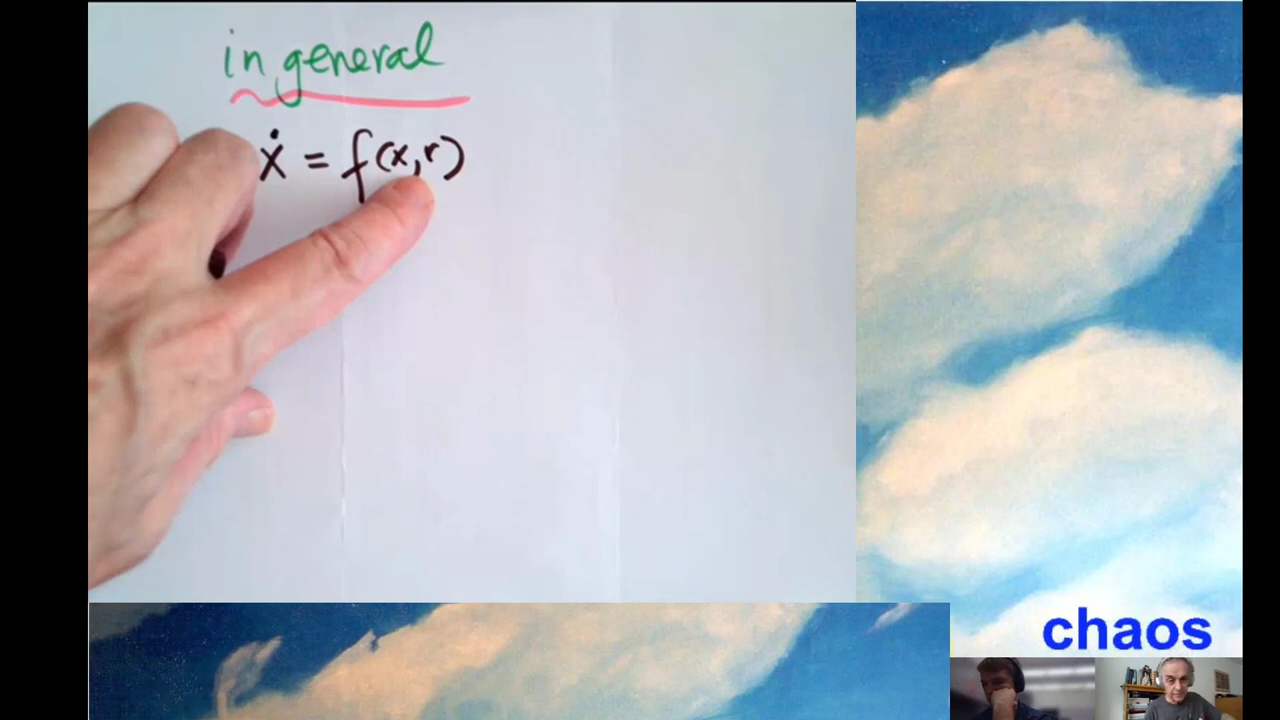 in general
ẋ = f(x,r)
chaos